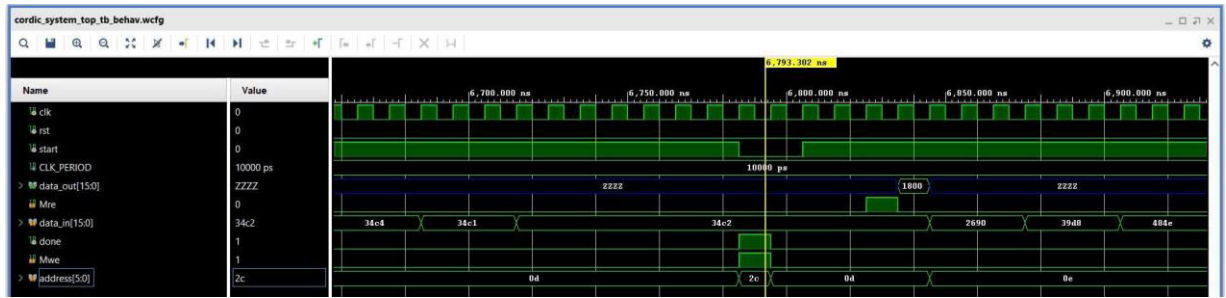 cordic_system_top_tb_behav.wcfg
6,793.302 ns
Name Value
6,700.000 ns 6,750.000 ns 6,800.000 ns 6,850.000 ns 6,900.000 ns
clk 0
rst 0
start 0
CLK_PERIOD 10000 ps 10000 ps
data_out[15:0] ZZZZ ZZZZ 1800 ZZZZ
Mre 0
data_in[15:0] 34c2 34c4 34c1 34c2 2690 39d8 484e
done 1
Mwe 1
address[5:0] 2c 0d 2c 0d 0e